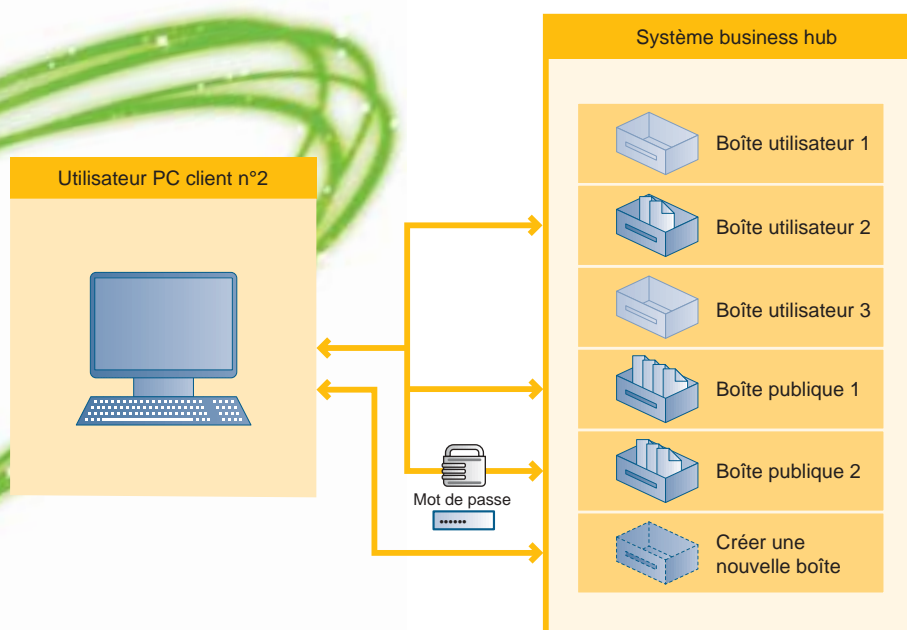 Système business hub
Boîte utilisateur 1
Utilisateur PC client n°2
Boîte utilisateur 2
Boîte utilisateur 3
Boîte publique 1
Boîte publique 2
Mot de passe
••••••
Créer une
nouvelle boîte